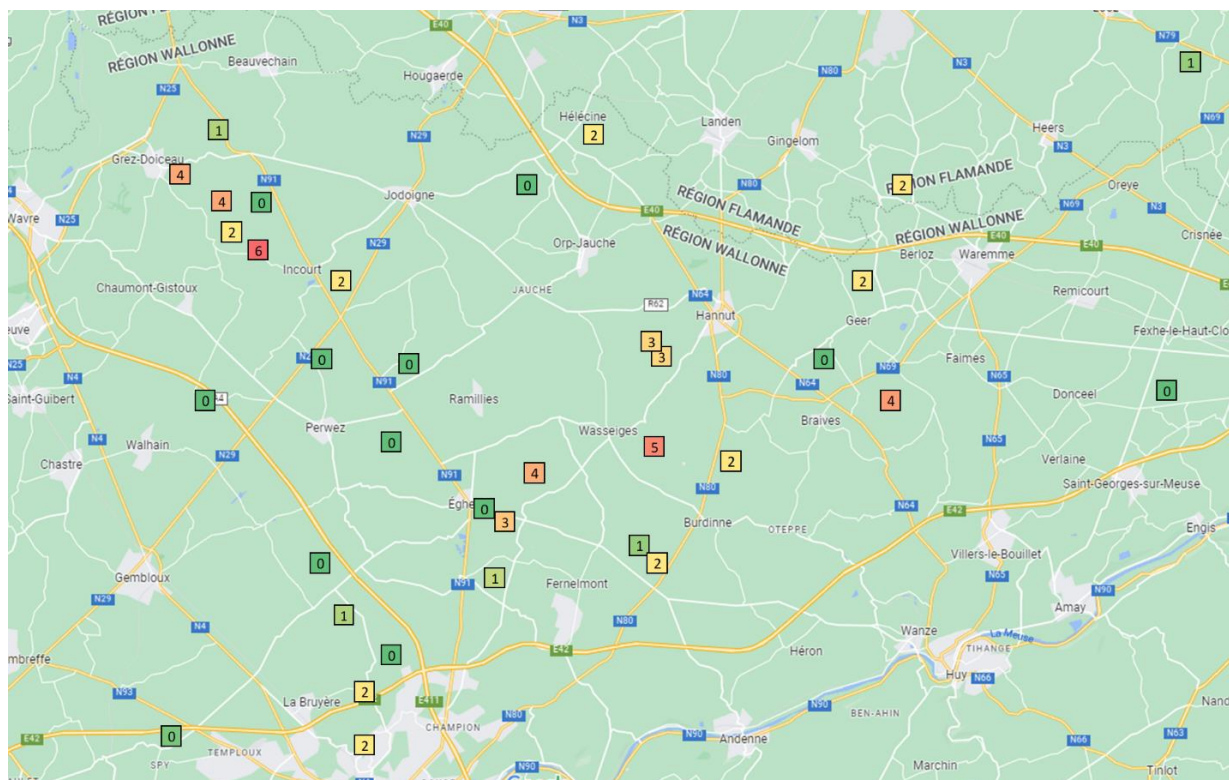 N3
E40
N79
RÉGION WALLONNE
Beauvechain
Hougaerde
N80
N3
1
N25
1
Hélécine
2
Landen
Gingelom
Heers
N69
N29
N3
Grez-Doiceau
4
N91
4
0
Jodoigne
0
N80
RÉGION FLAMANDE
2
RÉGION FLAMANDE
Oreye
N69
N3
Wavre
N25
2
6
N29
Orp-Jauche
E40
RÉGION WALLONNE
RÉGION WALLONNE
E40
Crisnée
E40
Berloz
Waremme
Incourt
2
Chaumont-Gistoux
JAUCHE
R62
N64
Hannut
2
Geer
Remicourt
N25
0
0
N91
3
3
N80
0
N64
N69
Faimes
N65
N4
Saint-Guibert
0
Ramillies
4
Donceel
0
Perwez
0
Wasseiges
5
Braives
N4
Walhain
N29
N65
Chastre
N91
4
2
Verlaine
N80
Saint-Georges-sur-Meuse
0
3
Burdinne
OTEPPE
N64
E42
Engis
1
2
Villers-le-Bouillet
Gembloux
0
1
N91
Fernelmont
N65
N90
N29
1
N80
Amay
N4
Wanze
La Meuse
0
E42
Héron
TIHANGE
Huy
N66
N93
La Bruyère
2
E411
N80
N90
BEN-AHIN
CHAMPION
E42
0
TEMPLOUX
2
N90
Andenne
N63
N66
SPY
N90
Marchin
Tinlot